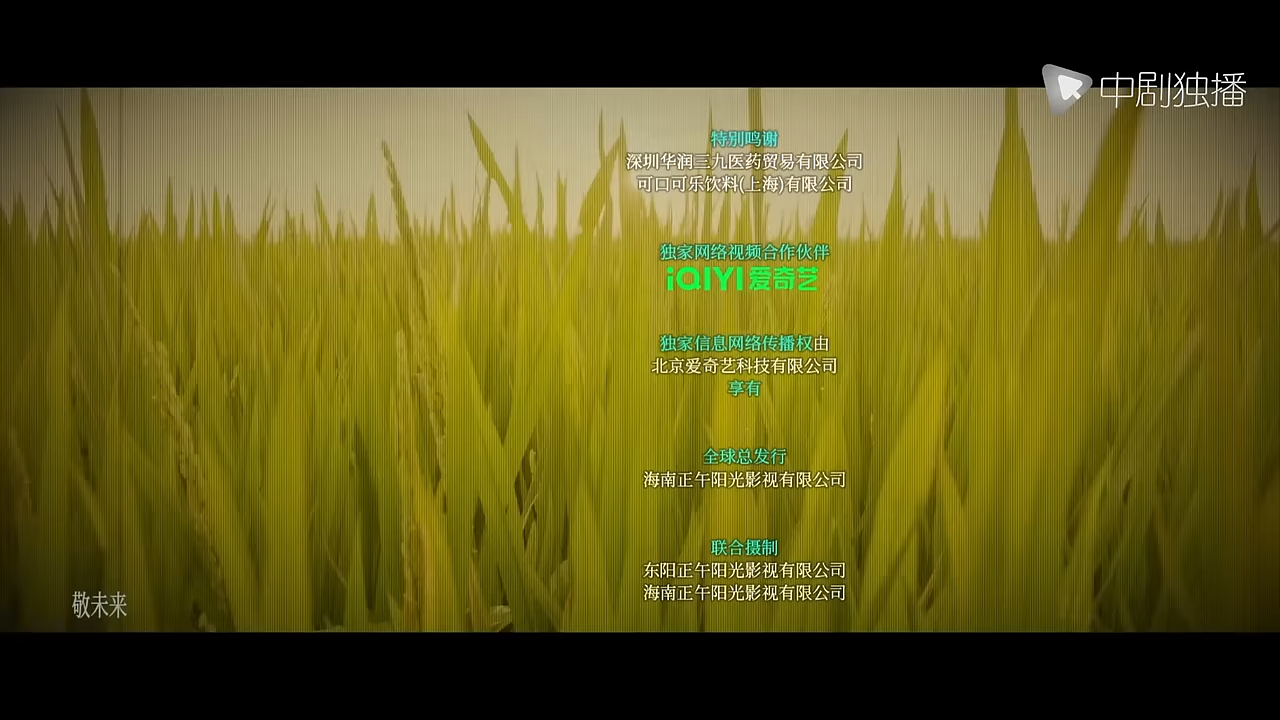 中剧独播
特别鸣谢
深圳华润三九医药贸易有限公司
可口可乐饮料(上海)有限公司
独家网络视频合作伙伴
iQIYI 爱奇艺
独家信息网络传播权由
北京爱奇艺科技有限公司
享有
全球总发行
海南正午阳光影视有限公司
联合摄制
东阳正午阳光影视有限公司
海南正午阳光影视有限公司
敬未来